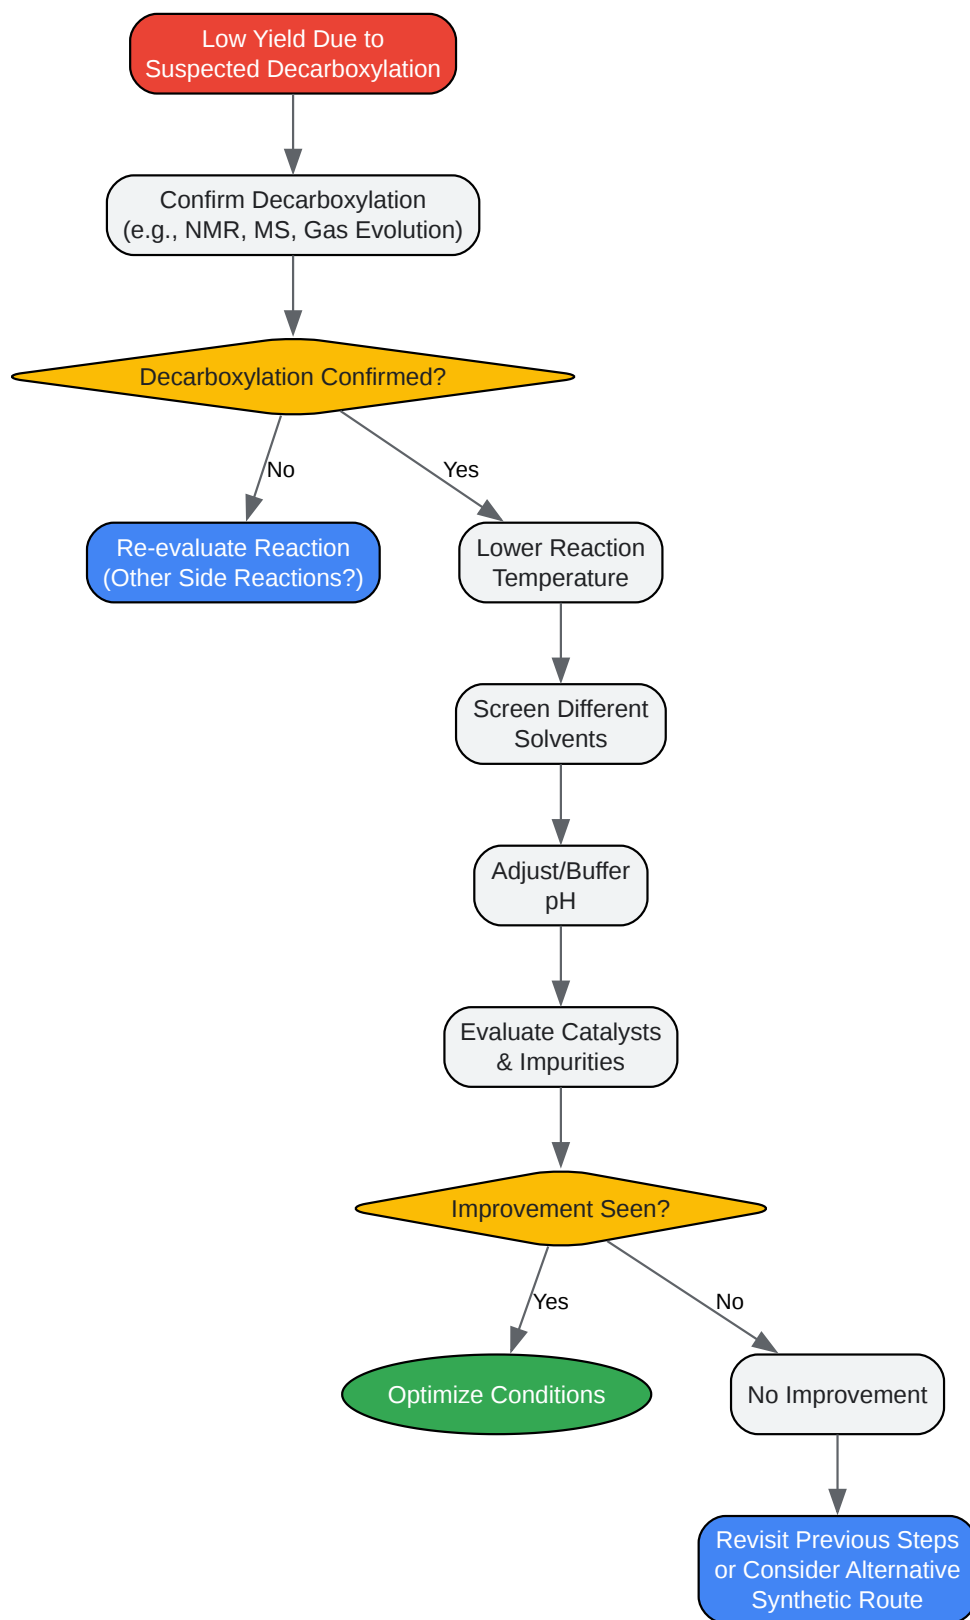 Low Yield Due to
Suspected Decarboxylation
Confirm Decarboxylation
(e.g., NMR, MS, Gas Evolution)
Decarboxylation Confirmed?
No
Yes
Re-evaluate Reaction
(Other Side Reactions?)
Lower Reaction
Temperature
Screen Different
Solvents
Adjust/Buffer
pH
Evaluate Catalysts
& Impurities
Improvement Seen?
Yes
No
Optimize Conditions
No Improvement
Revisit Previous Steps
or Consider Alternative
Synthetic Route